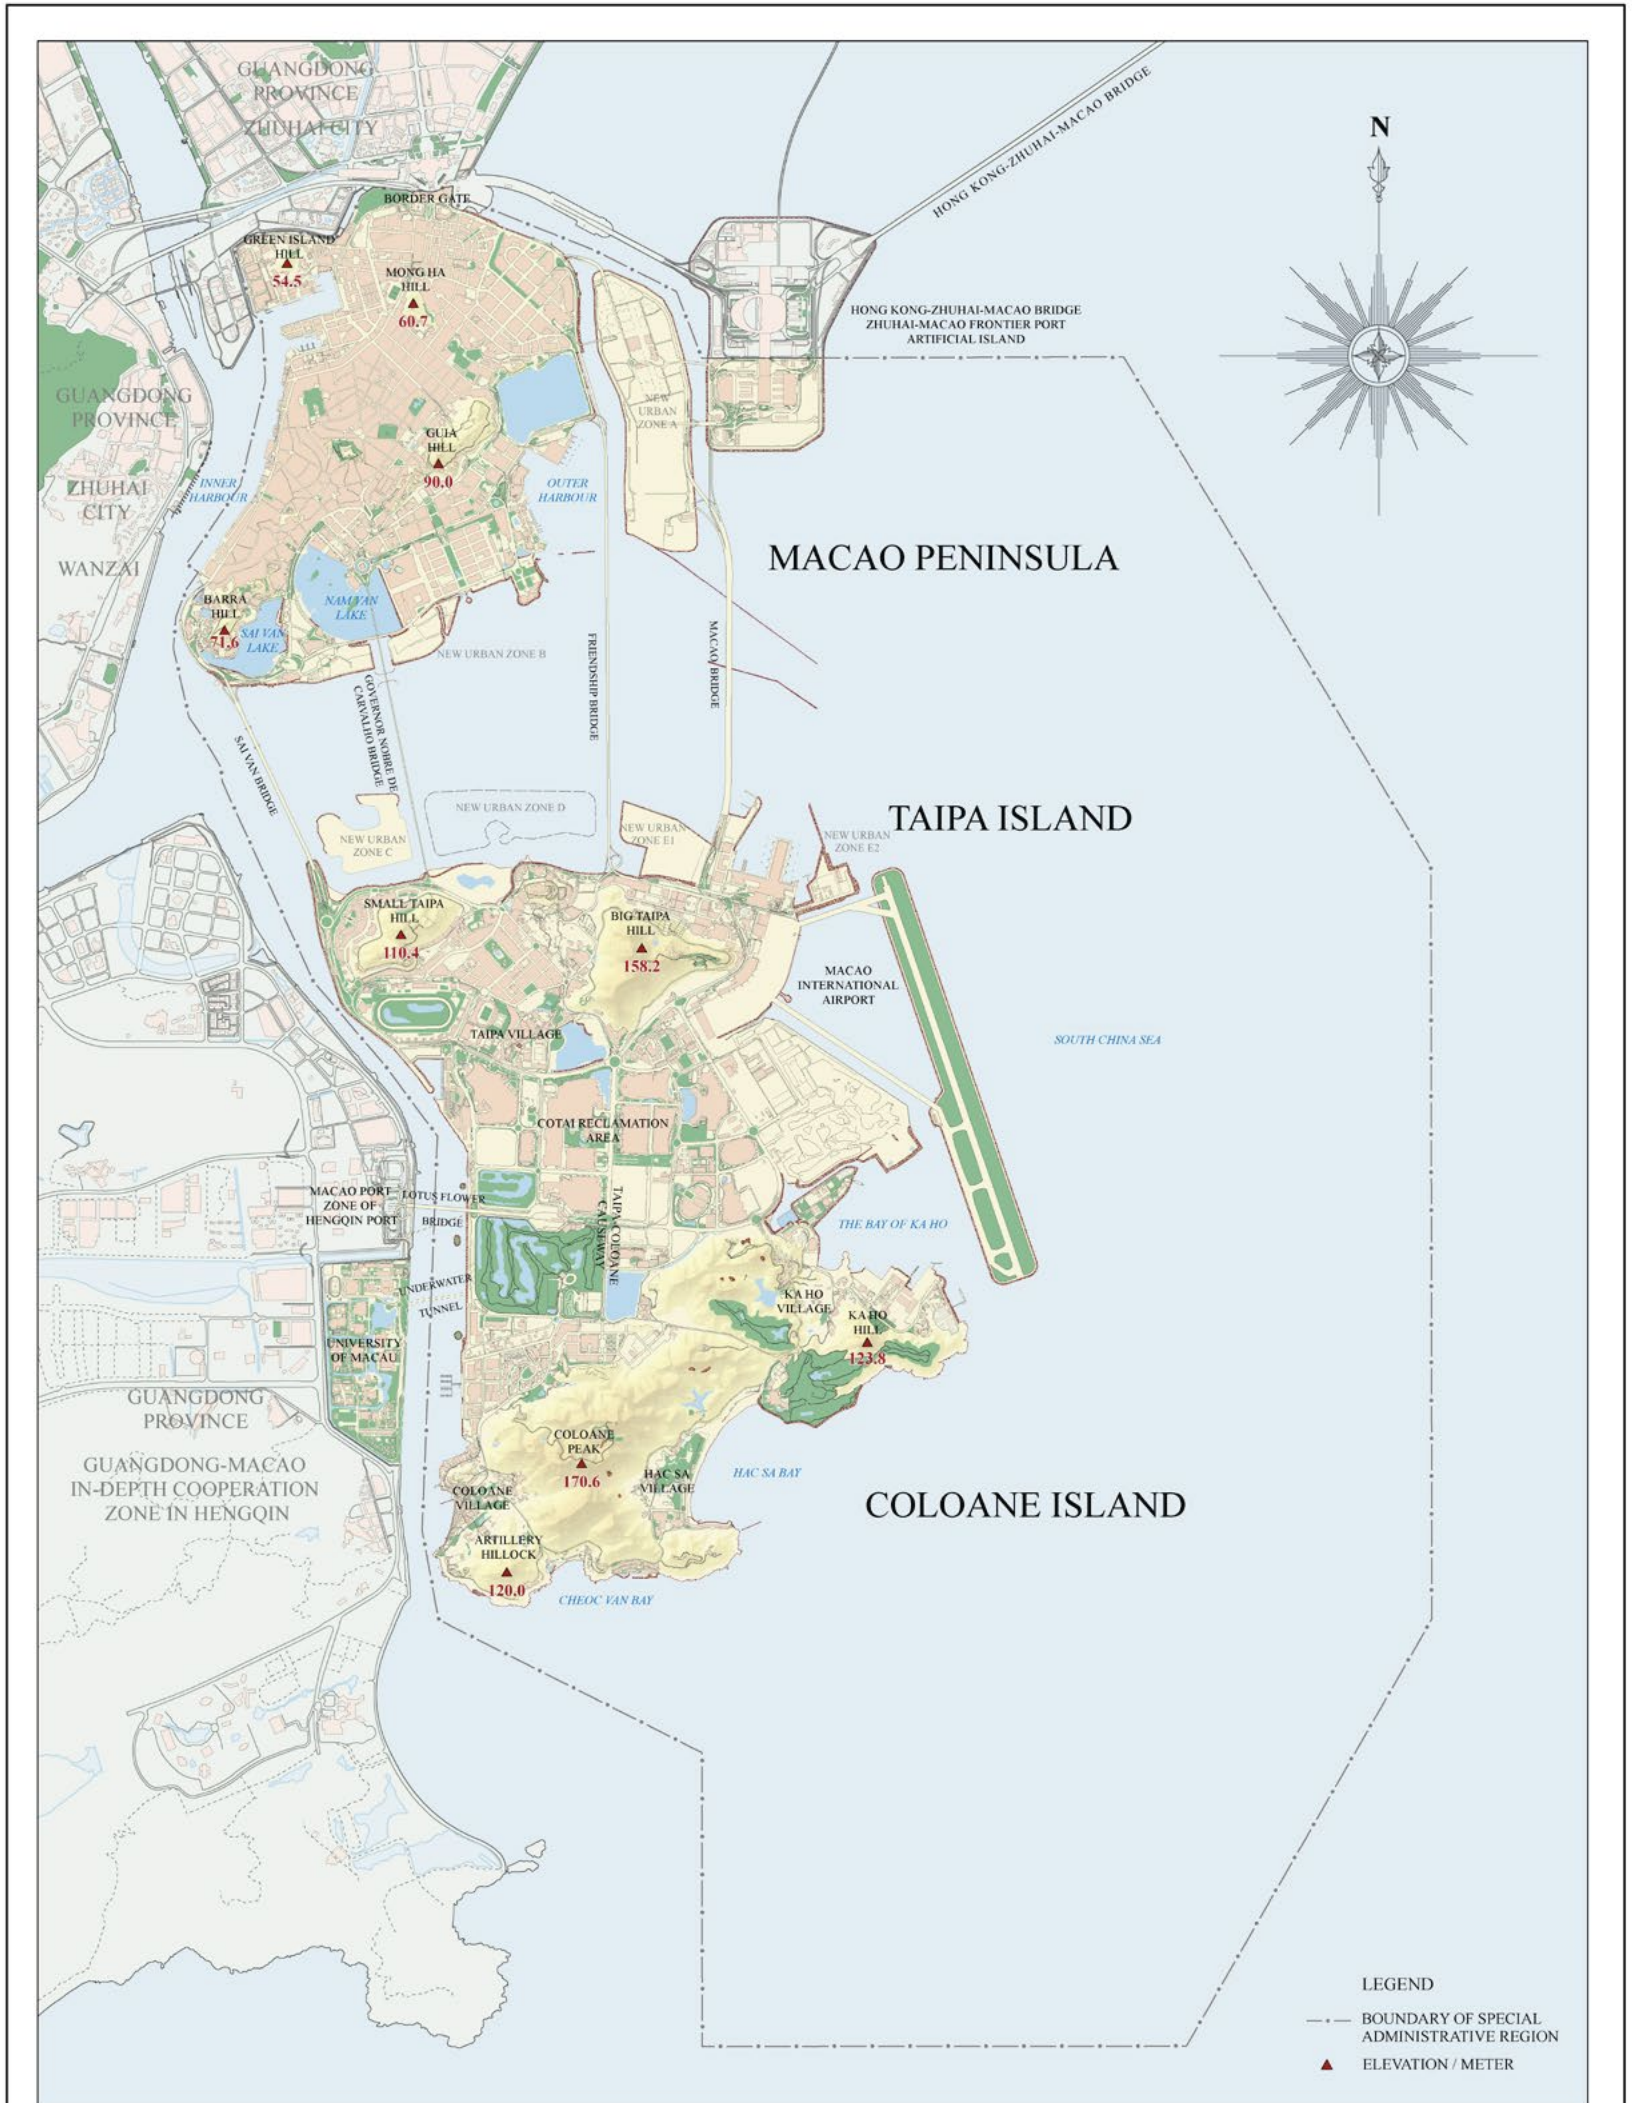 GUANGDONG
PROVINCE
ZHUHAI CITY
HONG KONG-ZHUHAI-MACAO BRIDGE
N
BORDER GATE
GREEN ISLAND
HILL
54.5
MONG HA
HILL
60.7
HONG KONG-ZHUHAI-MACAO BRIDGE
ZHUHAI-MACAO FRONTIER PORT
ARTIFICIAL ISLAND
GUANGDONG
PROVINCE
NEW
URBAN
ZONE A
GUIA
HILL
90.0
ZHUHAI
CITY
INNER
HARBOUR
OUTER
HARBOUR
MACAO PENINSULA
WANZAI
BARRA
HILL
71.6
SAI VAN
LAKE
NAM VAN
LAKE
NEW URBAN ZONE B
FRIENDSHIP BRIDGE
MACAO BRIDGE
GOVERNOR NOBRE DE
CARVALHO BRIDGE
SAI VAN BRIDGE
NEW URBAN ZONE D
NEW URBAN
ZONE C
NEW URBAN
ZONE E1
NEW URBAN
ZONE E2
TAIPA ISLAND
SMALL TAIPA
HILL
110.4
BIG TAIPA
HILL
158.2
MACAO
INTERNATIONAL
AIRPORT
TAIPA VILLAGE
SOUTH CHINA SEA
COTAI RECLAMATION
AREA
MACAO PORT
ZONE OF
HENGQIN PORT
LOTUS FLOWER
BRIDGE
TAIPA-COLOANE
CAUSEWAY
THE BAY OF KA HO
UNDERWATER
TUNNEL
KA HO
VILLAGE
KA HO
HILL
123.8
UNIVERSITY
OF MACAU
GUANGDONG
PROVINCE
GUANGDONG-MACAO
IN-DEPTH COOPERATION
ZONE IN HENGQIN
COLOANE
PEAK
170.6
HAC SA
VILLAGE
HAC SA BAY
COLOANE
VILLAGE
COLOANE ISLAND
ARTILLERY
HILLOCK
120.0
CHEOC VAN BAY
LEGEND
BOUNDARY OF SPECIAL
ADMINISTRATIVE REGION
ELEVATION / METER